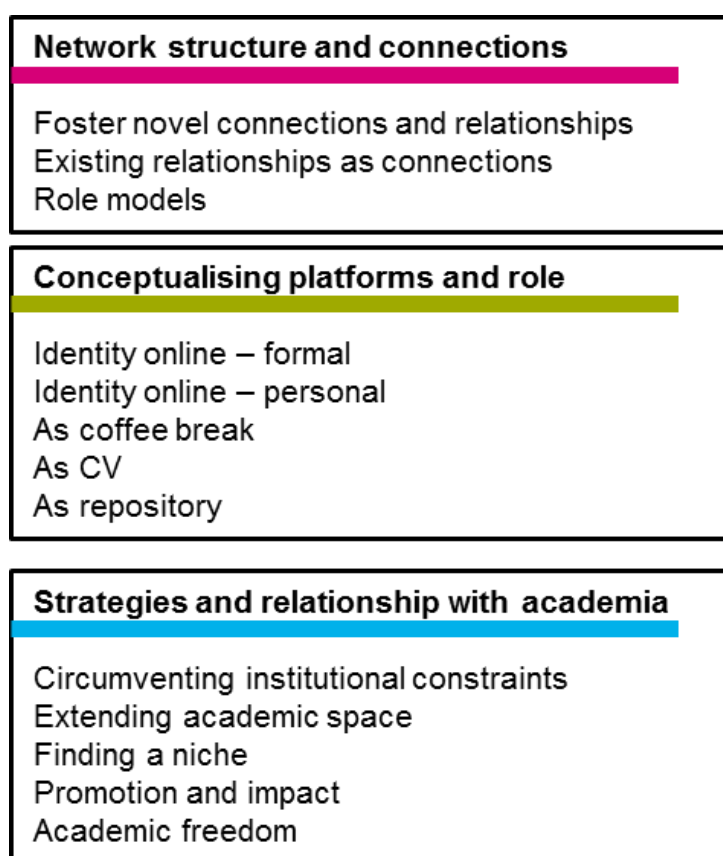 Network structure and connections
Foster novel connections and relationships
Existing relationships as connections
Role models
Conceptualising platforms and role
Identity online – formal
Identity online – personal
As coffee break
As CV
As repository
Strategies and relationship with academia
Circumventing institutional constraints
Extending academic space
Finding a niche
Promotion and impact
Academic freedom